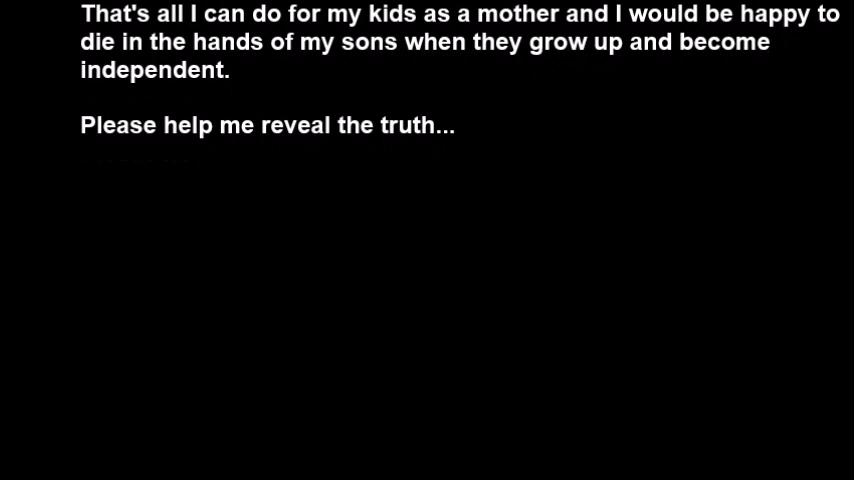 That's all I can do for my kids as a mother and I would be happy to
die in the hands of my sons when they grow up and become
independent.
Please help me reveal the truth...